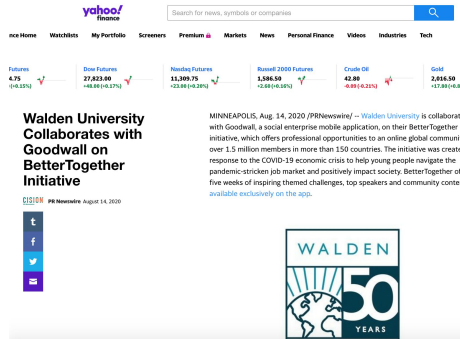 yahoo!
finance
Search for news, symbols or companies
nce Home Watchlists My Portfolio Screeners Premium Markets News Personal Finance Videos Industries Tech
Futures Dow Futures Nasdaq Futures Russell 2000 Futures Crude Oil Gold
4.75 27,823.00 11,309.75 1,586.50 42.80 2,016.50
(+0.15%) +48.00 (+0.17%) +23.00 (+0.20%) +2.60 (+0.16%) -0.09 (-0.21%) +17.80
Walden University
Collaborates with
Goodwall on
BetterTogether
Initiative
CISION PR Newswire August 14, 2020
t
f
MINNEAPOLIS, Aug. 14, 2020 /PRNewswire/ -- Walden University is collaborat
with Goodwall, a social enterprise mobile application, on their BetterTogether
initiative, which offers professional opportunities to an online global communi
over 1.5 million members in more than 150 countries. The initiative was create
response to the COVID-19 economic crisis to help young people navigate the
pandemic-stricken job market and positively impact society. BetterTogether of
five weeks of inspiring themed challenges, top speakers and community conte
available exclusively on the app.
WALDEN
50
YEARS